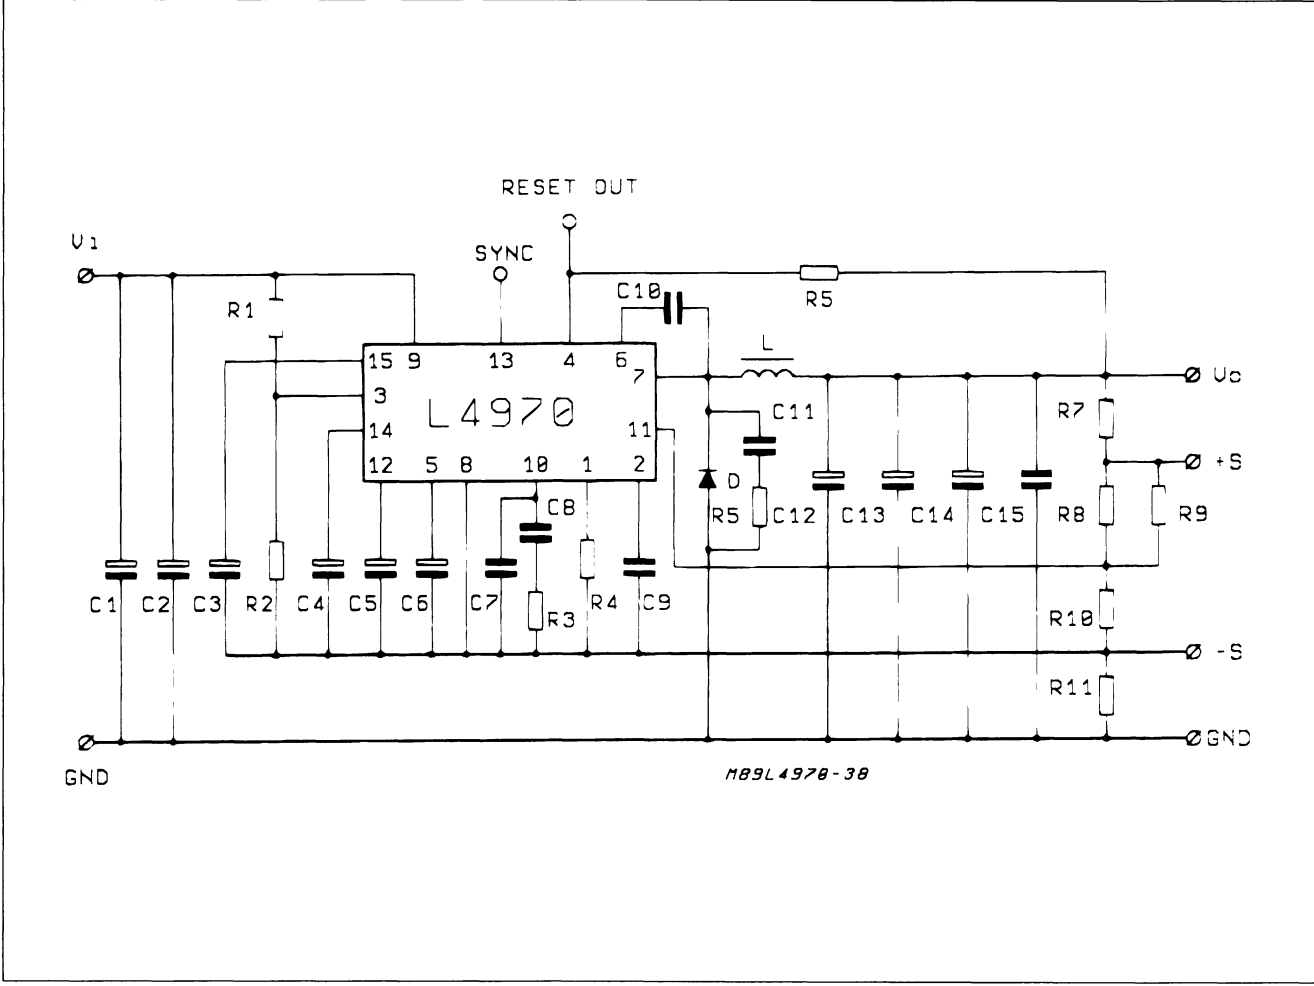 RESET OUT
Vi
SYNC
C10
R5
R1
L
15 9 13 4 6
7
Vo
3
C11
R7
L4970
14
11
+S
12 5 8 10 1 2
D
C8
R5 C12 C13 C14 C15 R8 R9
C1 C2 C3 R2 C4 C5 C6 C7 R3 R4 C9
R10
-S
R11
GND
GND
M89L4970-30